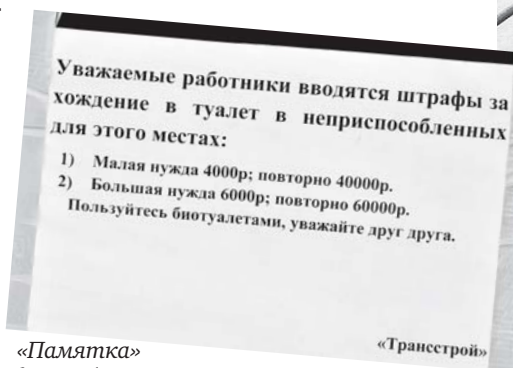 Уважаемые работники вводятся штрафы за
хождение в туалет в неприспособленных
для этого местах:
1) Малая нужда 4000р; повторно 40000р.
2) Большая нужда 6000р; повторно 60000р.
Пользуйтесь биотуалетами, уважайте друг друга.
«Трансстрой»
«Памятка»